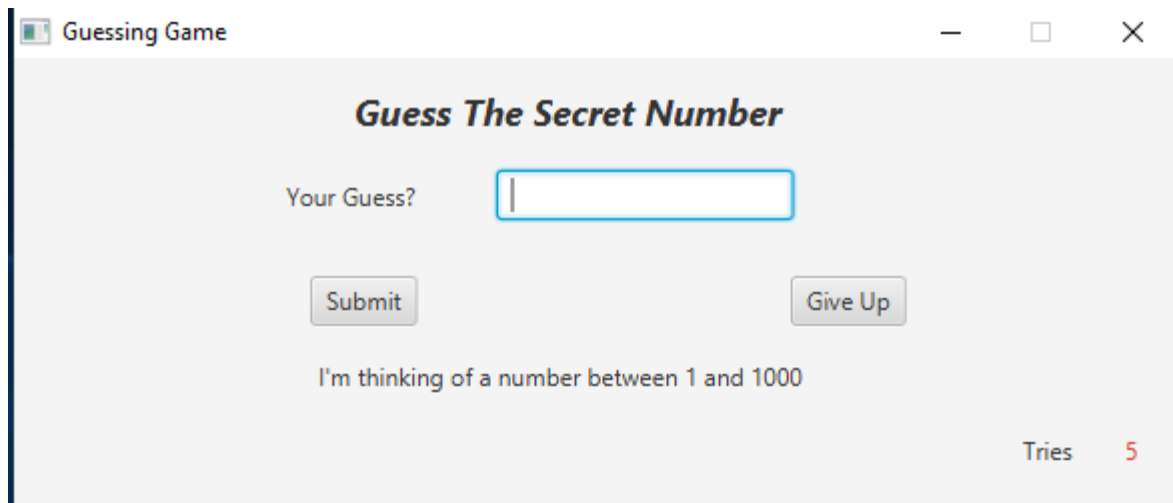 Guessing Game
Guess The Secret Number
Your Guess?
Submit Give Up
I'm thinking of a number between 1 and 1000
Tries 5